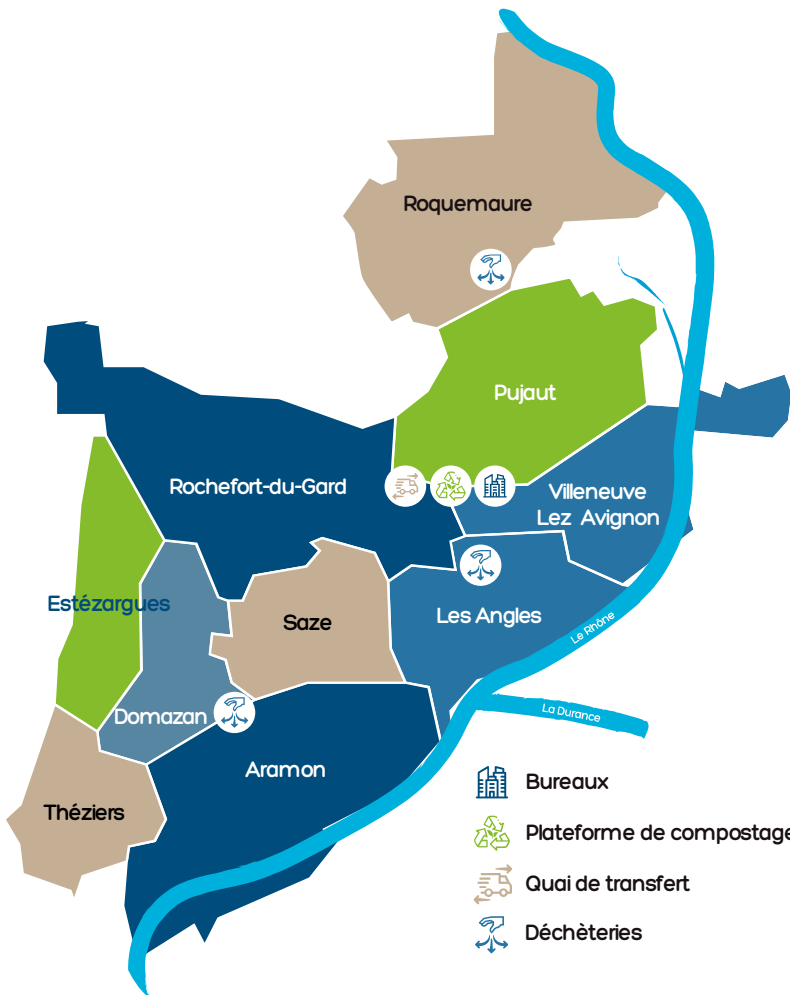 Roquemaure
Pujaut
Rochefort-du-Gard
Villeneuve
Lez Avignon
Estézargues
Saze
Les Angles
Le Rhône
Domazan
La Durance
Aramon
Théziers
Bureaux
Plateforme de compostage
Quai de transfert
Déchèteries